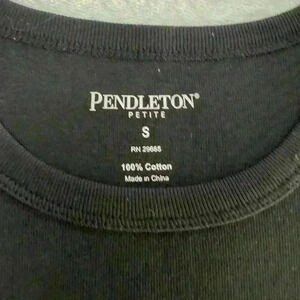 PENDLETON®
PETITE
S
RN 29685
100% Cotton
Made in China